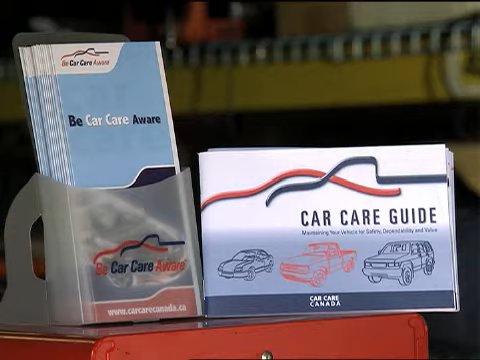 Be Car Care Aware
Be Car Care Aware
Be Car Care Aware
www.carcarecanada.ca
CAR CARE GUIDE
Maintaining Your Vehicle for Safety, Dependability and Value
CAR CARE
CANADA